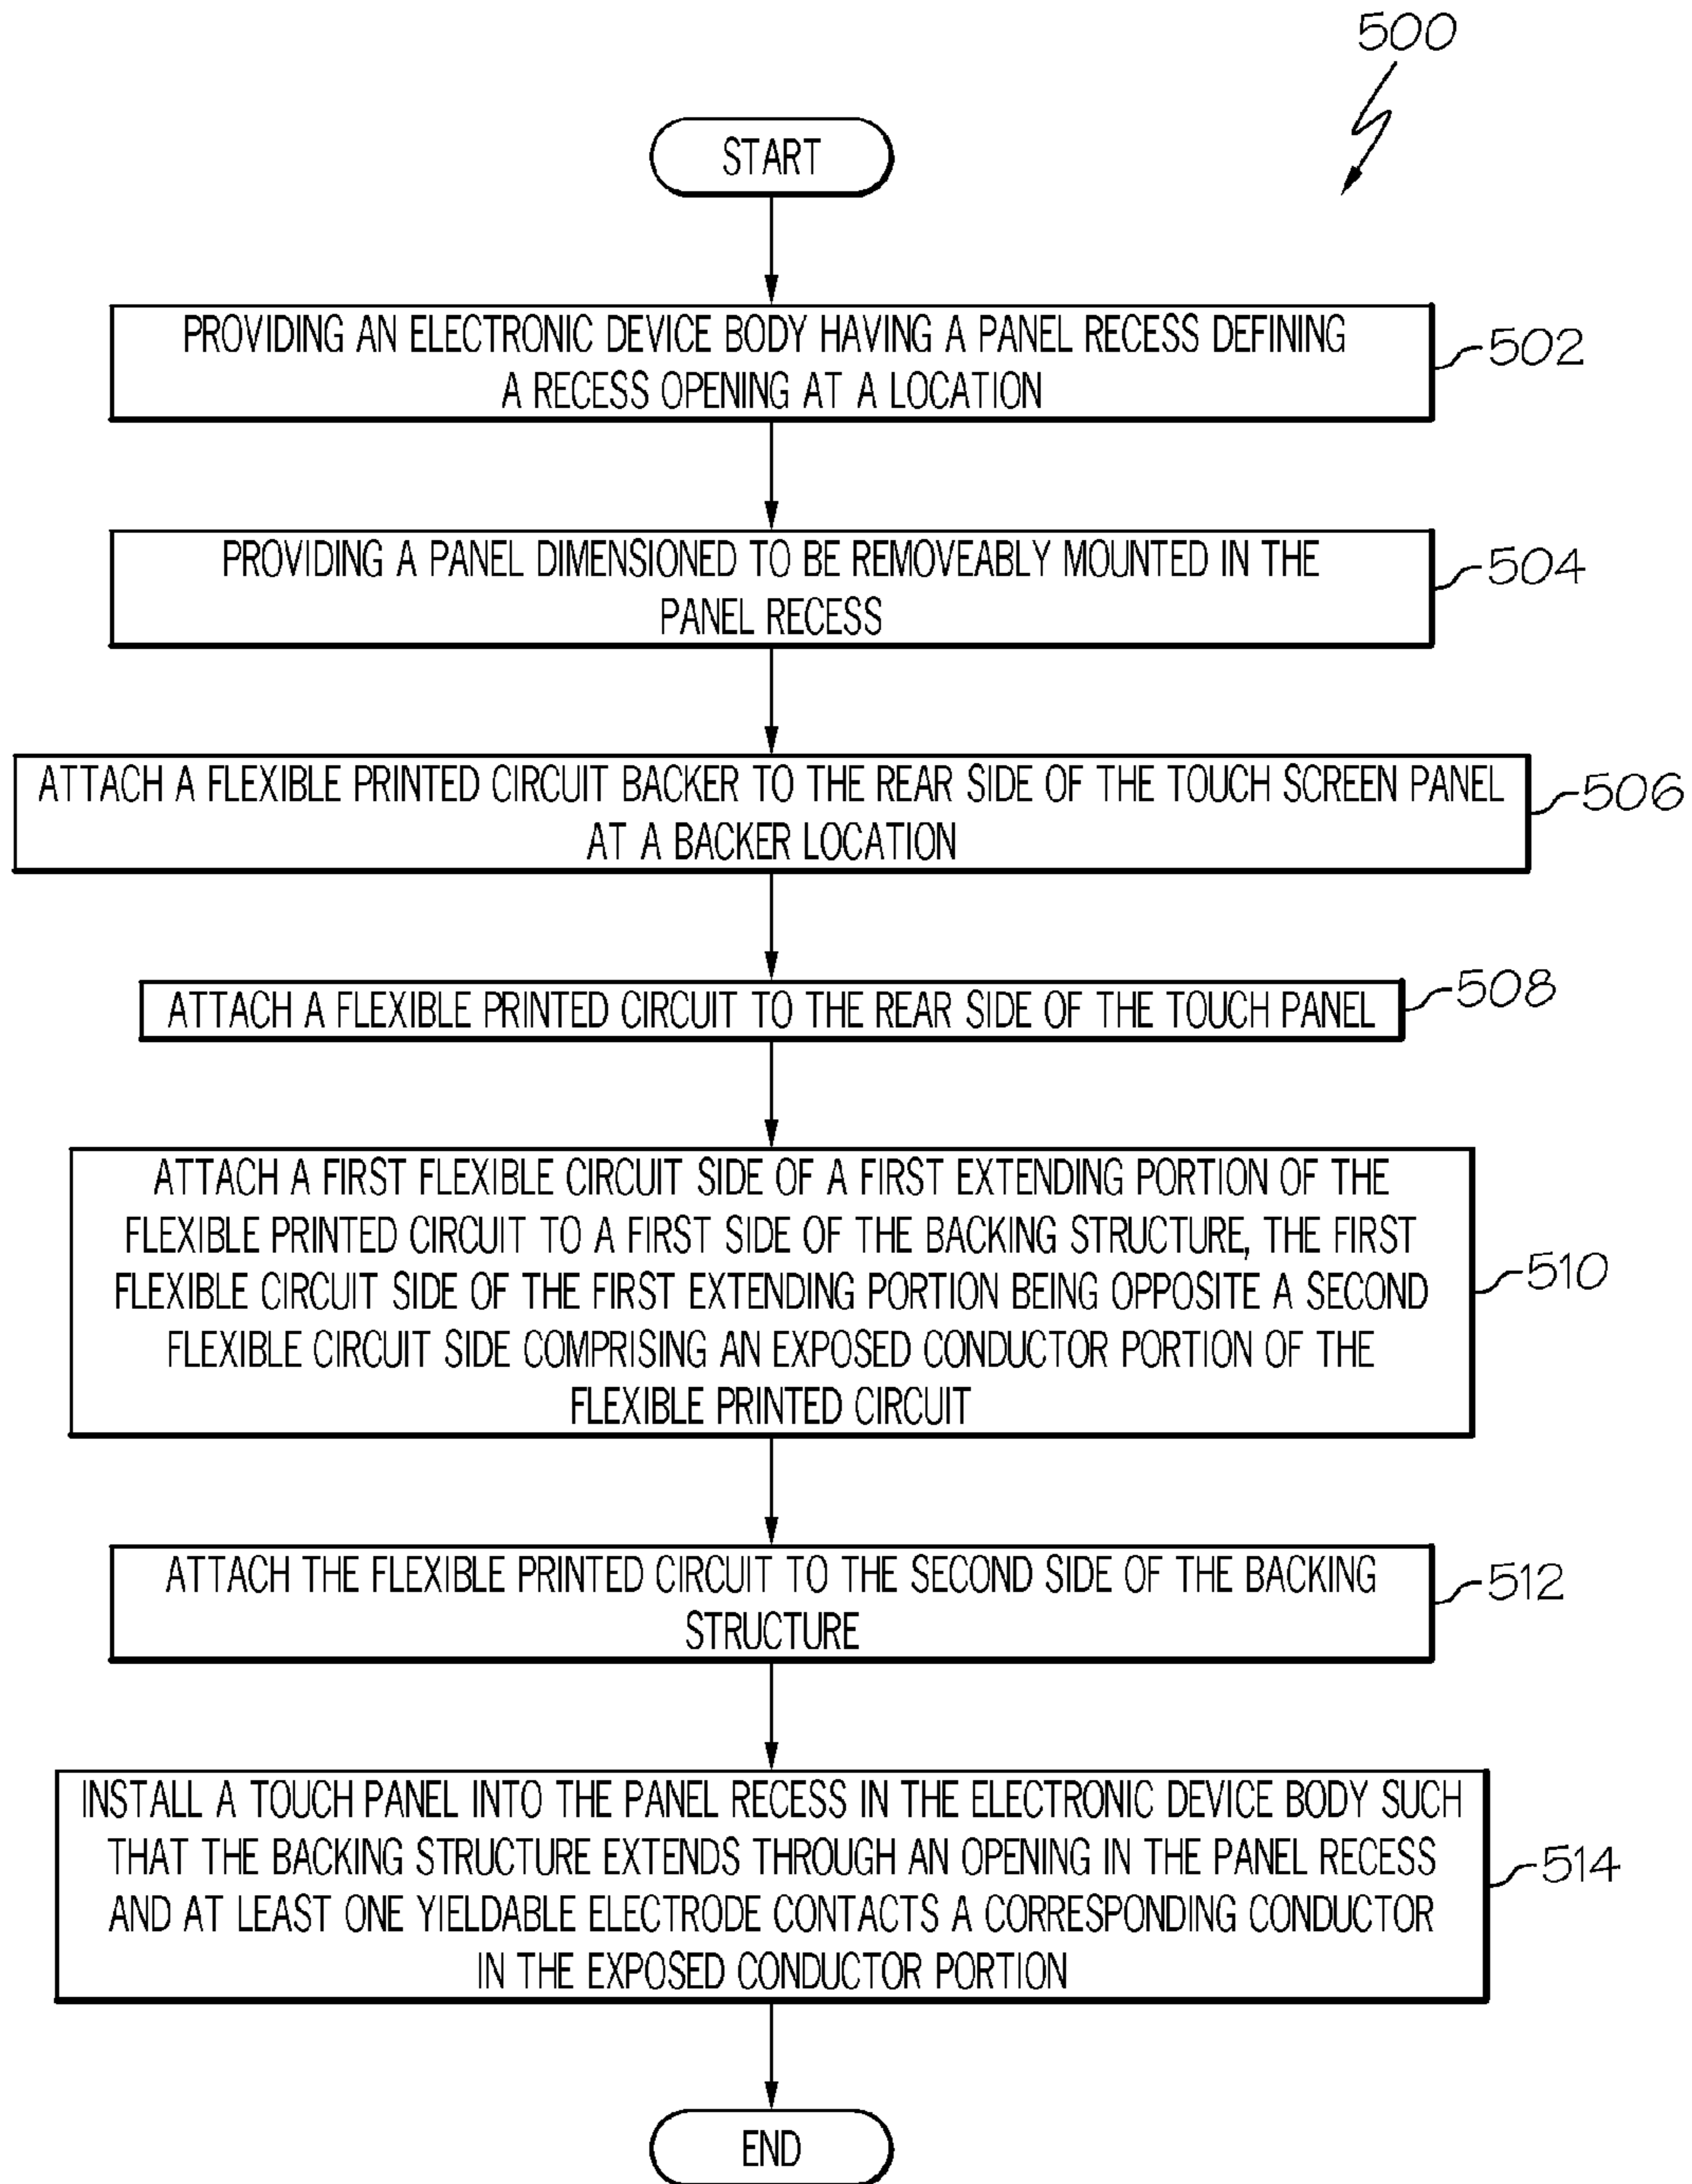 500
START
PROVIDING AN ELECTRONIC DEVICE BODY HAVING A PANEL RECESS DEFINING
A RECESS OPENING AT A LOCATION
502
PROVIDING A PANEL DIMENSIONED TO BE REMOVEABLY MOUNTED IN THE
PANEL RECESS
504
ATTACH A FLEXIBLE PRINTED CIRCUIT BACKER TO THE REAR SIDE OF THE TOUCH SCREEN PANEL
AT A BACKER LOCATION
506
ATTACH A FLEXIBLE PRINTED CIRCUIT TO THE REAR SIDE OF THE TOUCH PANEL
508
ATTACH A FIRST FLEXIBLE CIRCUIT SIDE OF A FIRST EXTENDING PORTION OF THE
FLEXIBLE PRINTED CIRCUIT TO A FIRST SIDE OF THE BACKING STRUCTURE, THE FIRST
FLEXIBLE CIRCUIT SIDE OF THE FIRST EXTENDING PORTION BEING OPPOSITE A SECOND
FLEXIBLE CIRCUIT SIDE COMPRISING AN EXPOSED CONDUCTOR PORTION OF THE
FLEXIBLE PRINTED CIRCUIT
510
ATTACH THE FLEXIBLE PRINTED CIRCUIT TO THE SECOND SIDE OF THE BACKING
STRUCTURE
512
INSTALL A TOUCH PANEL INTO THE PANEL RECESS IN THE ELECTRONIC DEVICE BODY SUCH
THAT THE BACKING STRUCTURE EXTENDS THROUGH AN OPENING IN THE PANEL RECESS
AND AT LEAST ONE YIELDABLE ELECTRODE CONTACTS A CORRESPONDING CONDUCTOR
IN THE EXPOSED CONDUCTOR PORTION
514
END